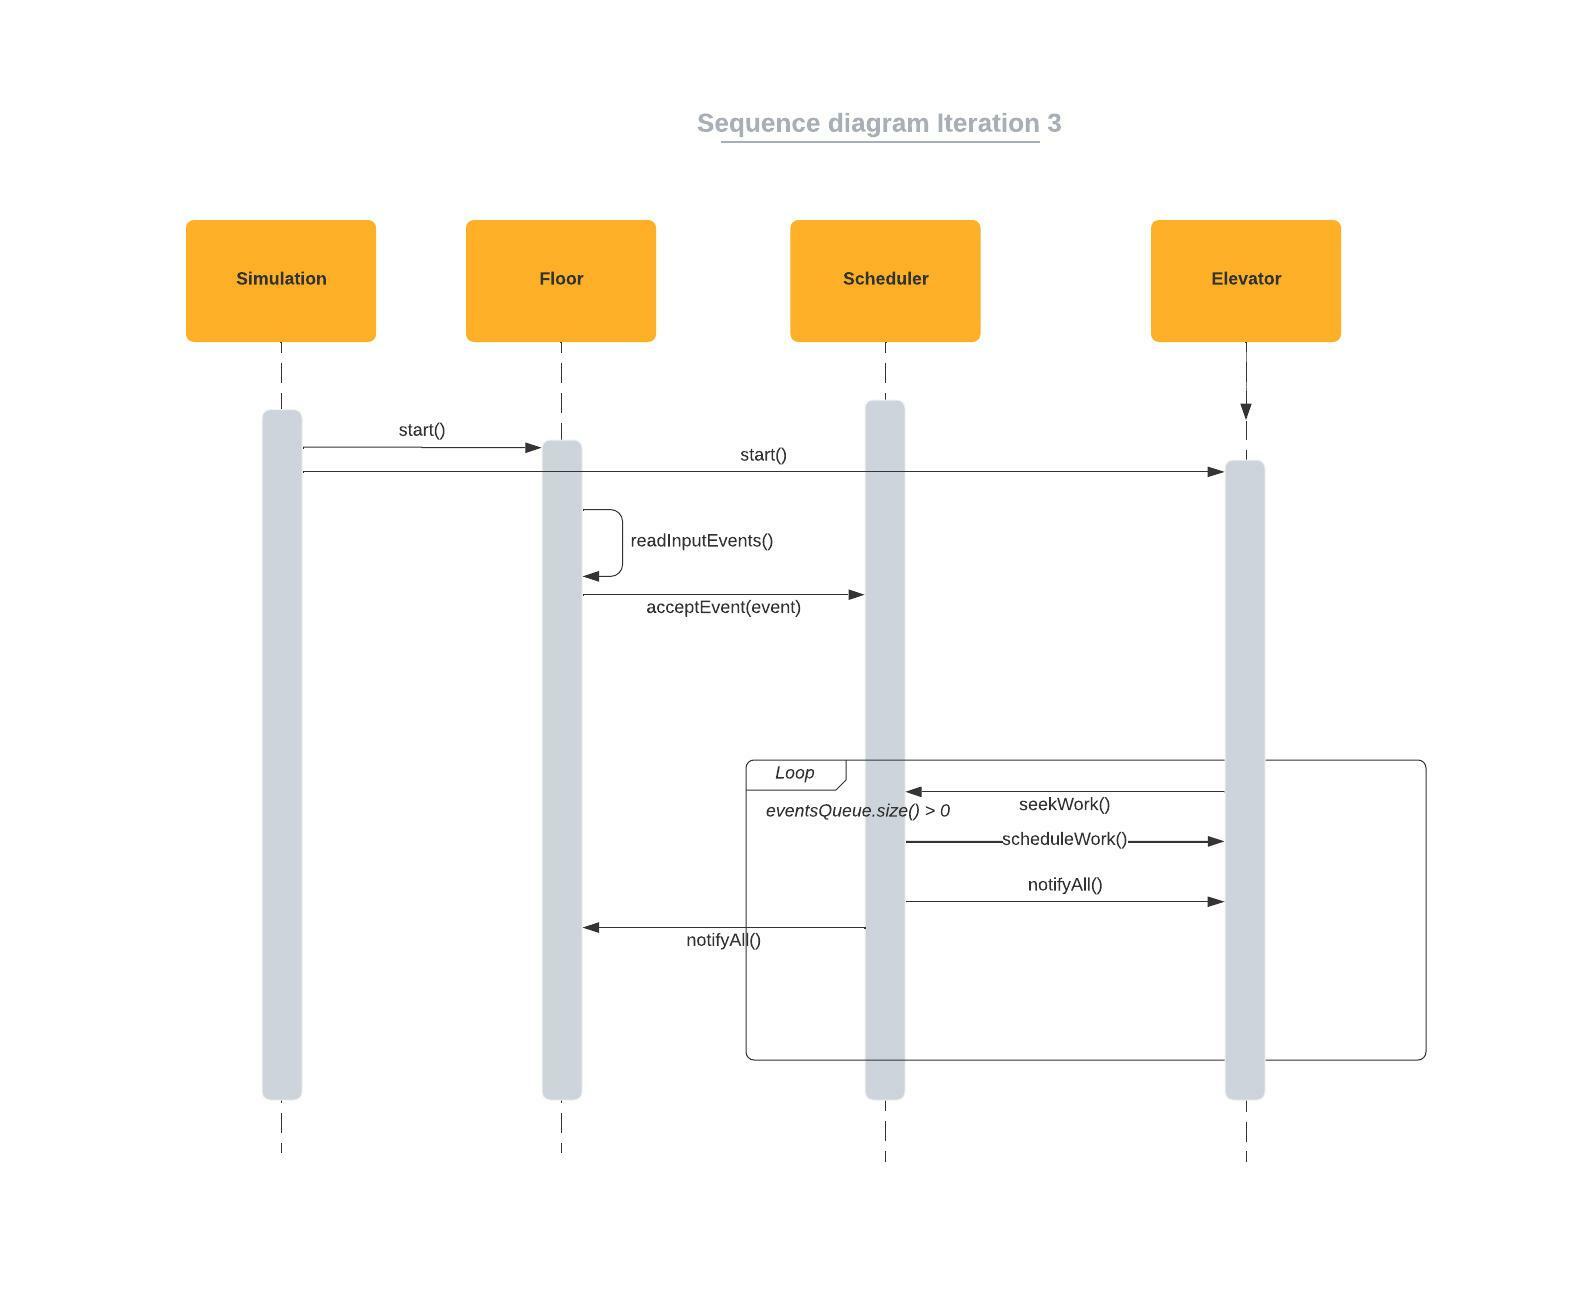 Sequence diagram Iteration 3
Simulation
Floor
Scheduler
Elevator
start()
start()
readInputEvents()
acceptEvent(event)
Loop
seekWork()
eventsQueue.size() > 0
scheduleWork()
notifyAll()
notifyAll()